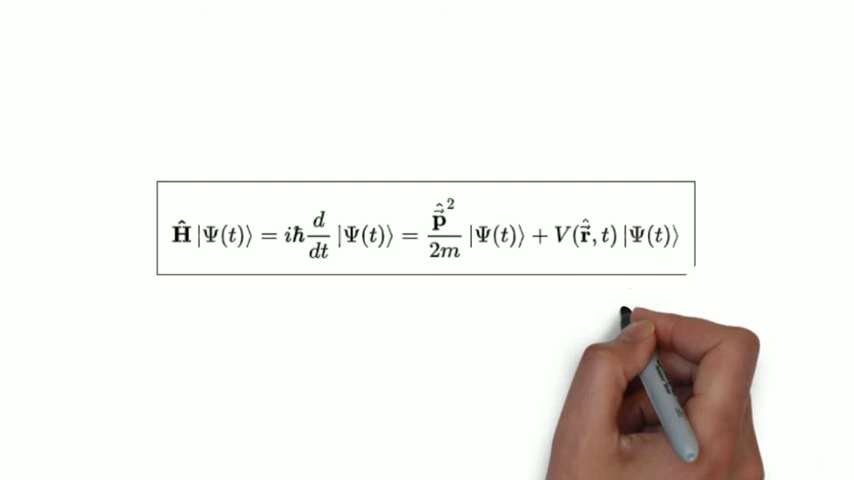 Ĥ |Ψ(t)⟩ = iħ d/dt |Ψ(t)⟩ = p̂⃗²/2m |Ψ(t)⟩ + V(r̂⃗, t) |Ψ(t)⟩